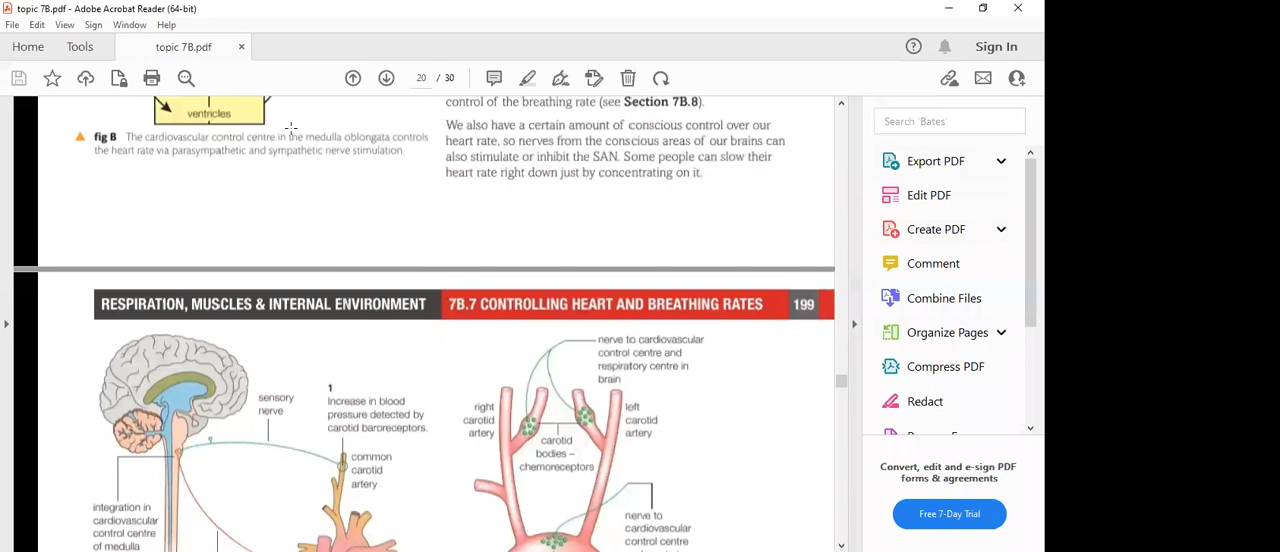 topic 7B.pdf - Adobe Acrobat Reader (64-bit)
File Edit View Sign Window Help
Home Tools topic 7B.pdf × Sign In
20 / 30
ventricles
fig B The cardiovascular control centre in the medulla oblongata controls
the heart rate via parasympathetic and sympathetic nerve stimulation.
control of the breathing rate (see Section 7B.8).
We also have a certain amount of conscious control over our
heart rate, so nerves from the conscious areas of our brains can
also stimulate or inhibit the SAN. Some people can slow their
heart rate right down just by concentrating on it.
RESPIRATION, MUSCLES & INTERNAL ENVIRONMENT 7B.7 CONTROLLING HEART AND BREATHING RATES 199
sensory
nerve
1
Increase in blood
pressure detected by
carotid baroreceptors.
common
carotid
artery
integration in
cardiovascular
control centre
of medulla
nerve to cardiovascular
control centre and
respiratory centre in
brain
right
carotid
artery
left
carotid
artery
carotid
bodies –
chemoreceptors
nerve to
cardiovascular
control centre
Search 'Bates'
Export PDF
Edit PDF
Create PDF
Comment
Combine Files
Organize Pages
Compress PDF
Redact
Convert, edit and e-sign PDF
forms & agreements
Free 7-Day Trial